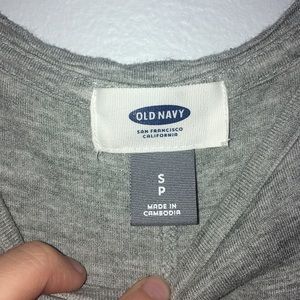 OLD NAVY
SAN FRANCISCO
CALIFORNIA
S
P
MADE IN
CAMBODIA